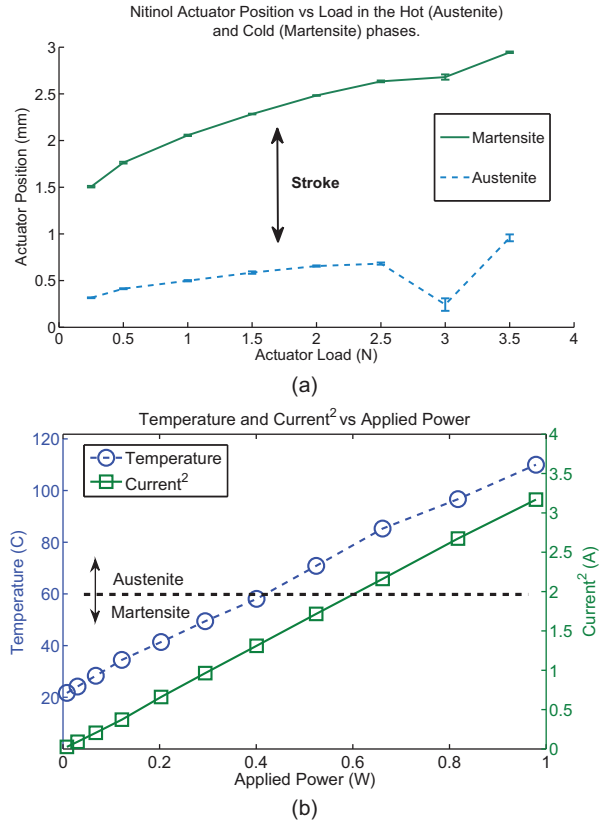 Nitinol Actuator Position vs Load in the Hot (Austenite)
and Cold (Martensite) phases.
Actuator Position (mm)
3
2.5
2
1.5
1
0.5
0
Martensite
Austenite
Stroke
0 0.5 1 1.5 2 2.5 3 3.5 4
Actuator Load (N)
(a)
Temperature and Current² vs Applied Power
Temperature (C)
120
100
80
60
40
20
Temperature
Current²
Austenite
Martensite
4
3.5
3
2.5
2
1.5
1
0.5
0
Current² (A)
0 0.2 0.4 0.6 0.8 1
Applied Power (W)
(b)